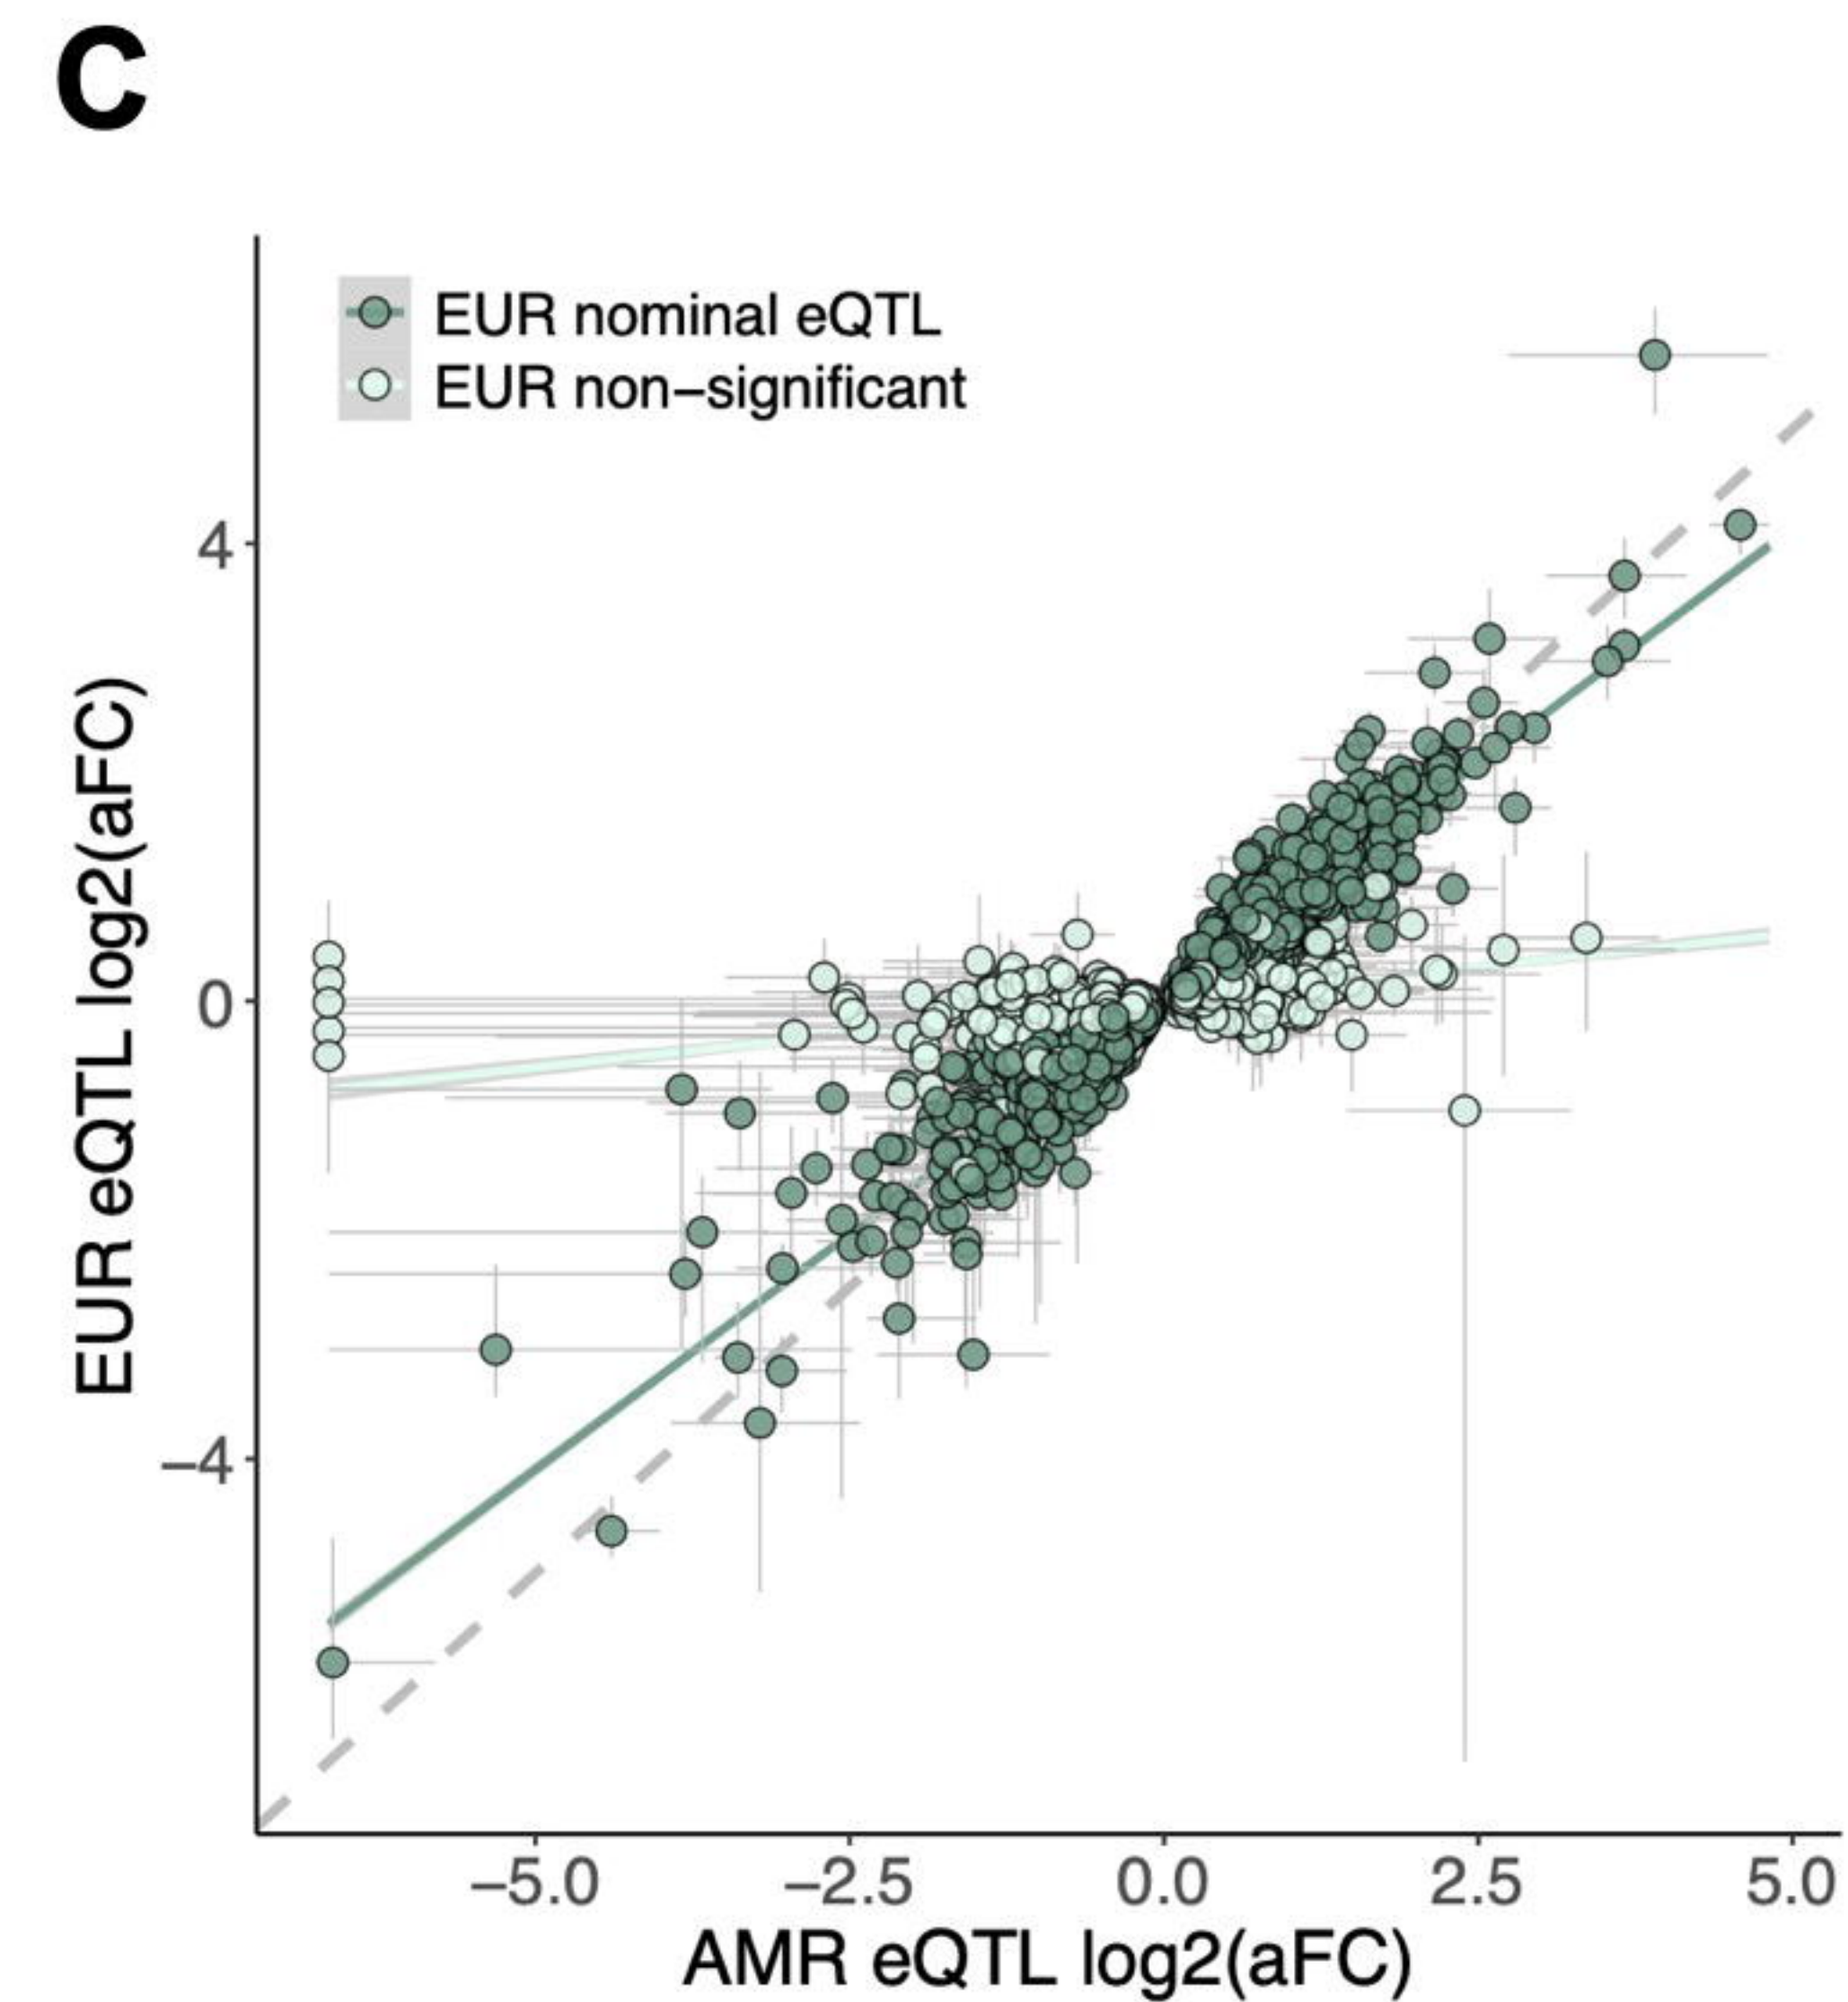 C
EUR nominal eQTL
EUR non−significant
EUR eQTL log2(aFC)
4
0
−4
−5.0 −2.5 0.0 2.5 5.0
AMR eQTL log2(aFC)